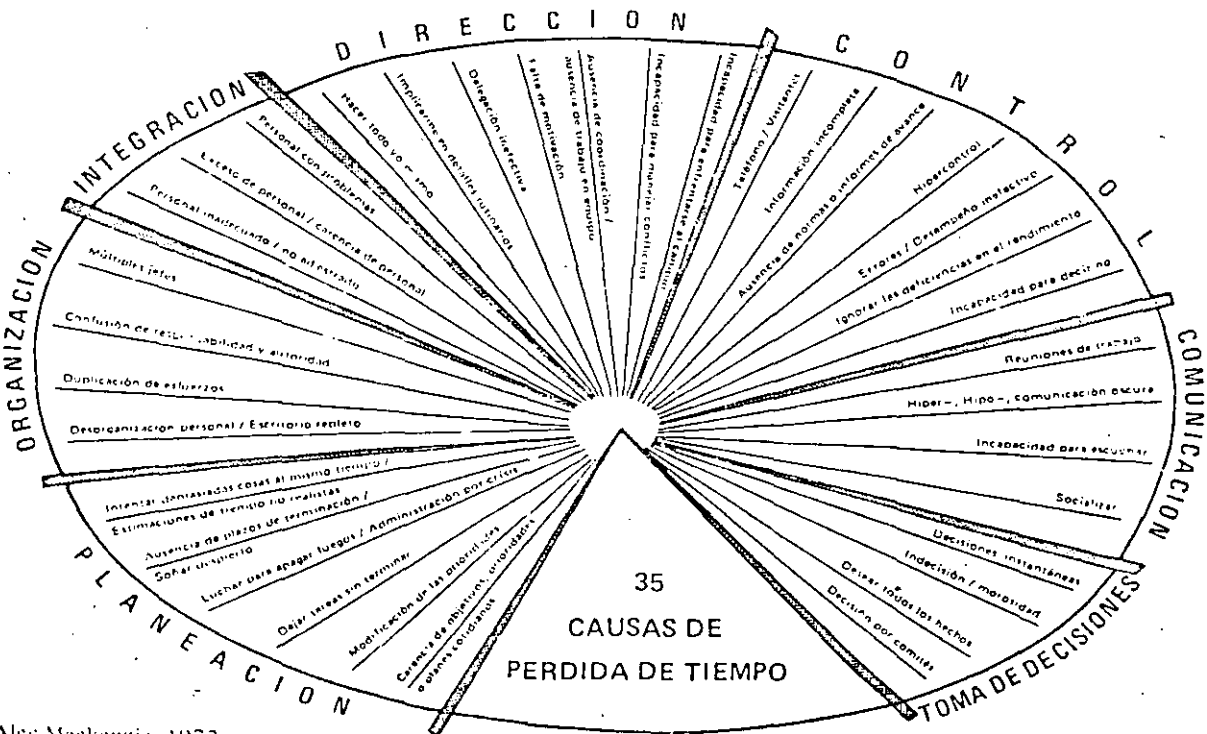 PLANEACION
Carencia de objetivos, prioridades
o planes cotidianos
Modificación de las prioridades
Dejar tareas sin terminar
Luchar para apagar fuegos / Administración por crisis
Ausencia de plazos de terminación /
Soñar despierto
Intentar demasiadas cosas al mismo tiempo /
Estimaciones de tiempo no realistas
ORGANIZACION
Desorganización personal / Escritorio repleto
Duplicación de esfuerzos
Confusión de responsabilidad y autoridad
Múltiples jefes
INTEGRACION
Personal inadecuado / no adiestrado
Exceso de personal / carencia de personal
Personal con problemas
DIRECCION
Hacer todo yo mismo
Implicarme en detalles rutinarios
Delegación inefectiva
Falta de motivación
Ausencia de coordinación /
ausencia de trabajo en equipo
Incapacidad para manejar conflictos
Incapacidad para enfrentarse al cambio
CONTROL
Teléfono / Visitantes
Información incompleta
Ausencia de normas o informes de avance
Hipercontrol
Errores / Desempeño inefectivo
Ignorar las deficiencias en el rendimiento
Incapacidad para decir no
COMUNICACION
Reuniones de trabajo
Hiper-, Hipo-, comunicación oscura
Incapacidad para escuchar
Socializar
TOMA DE DECISIONES
Decisiones instantáneas
Indecisión / morosidad
Desear todos los hechos
Decisión por comités
35
CAUSAS DE
PERDIDA DE TIEMPO
Alec Mackenzie,